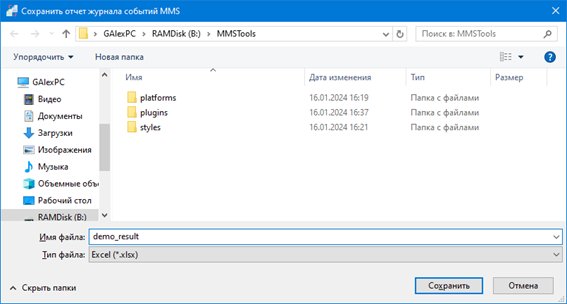 Сохранить отчет журнала событий MMS
GAlexPC > RAMDisk (B:) > MMSTools
Поиск в: MMSTools
Упорядочить
Новая папка
Имя
Дата изменения
Тип
Размер
GAlexPC
Видео
Документы
Загрузки
Изображения
Музыка
Объемные объе
Рабочий стол
RAMDisk (B:)
platforms 16.01.2024 16:19 Папка с файлами
plugins 16.01.2024 16:37 Папка с файлами
styles 16.01.2024 16:21 Папка с файлами
Имя файла: demo_result
Тип файла: Excel (*.xlsx)
Скрыть папки
Сохранить
Отмена